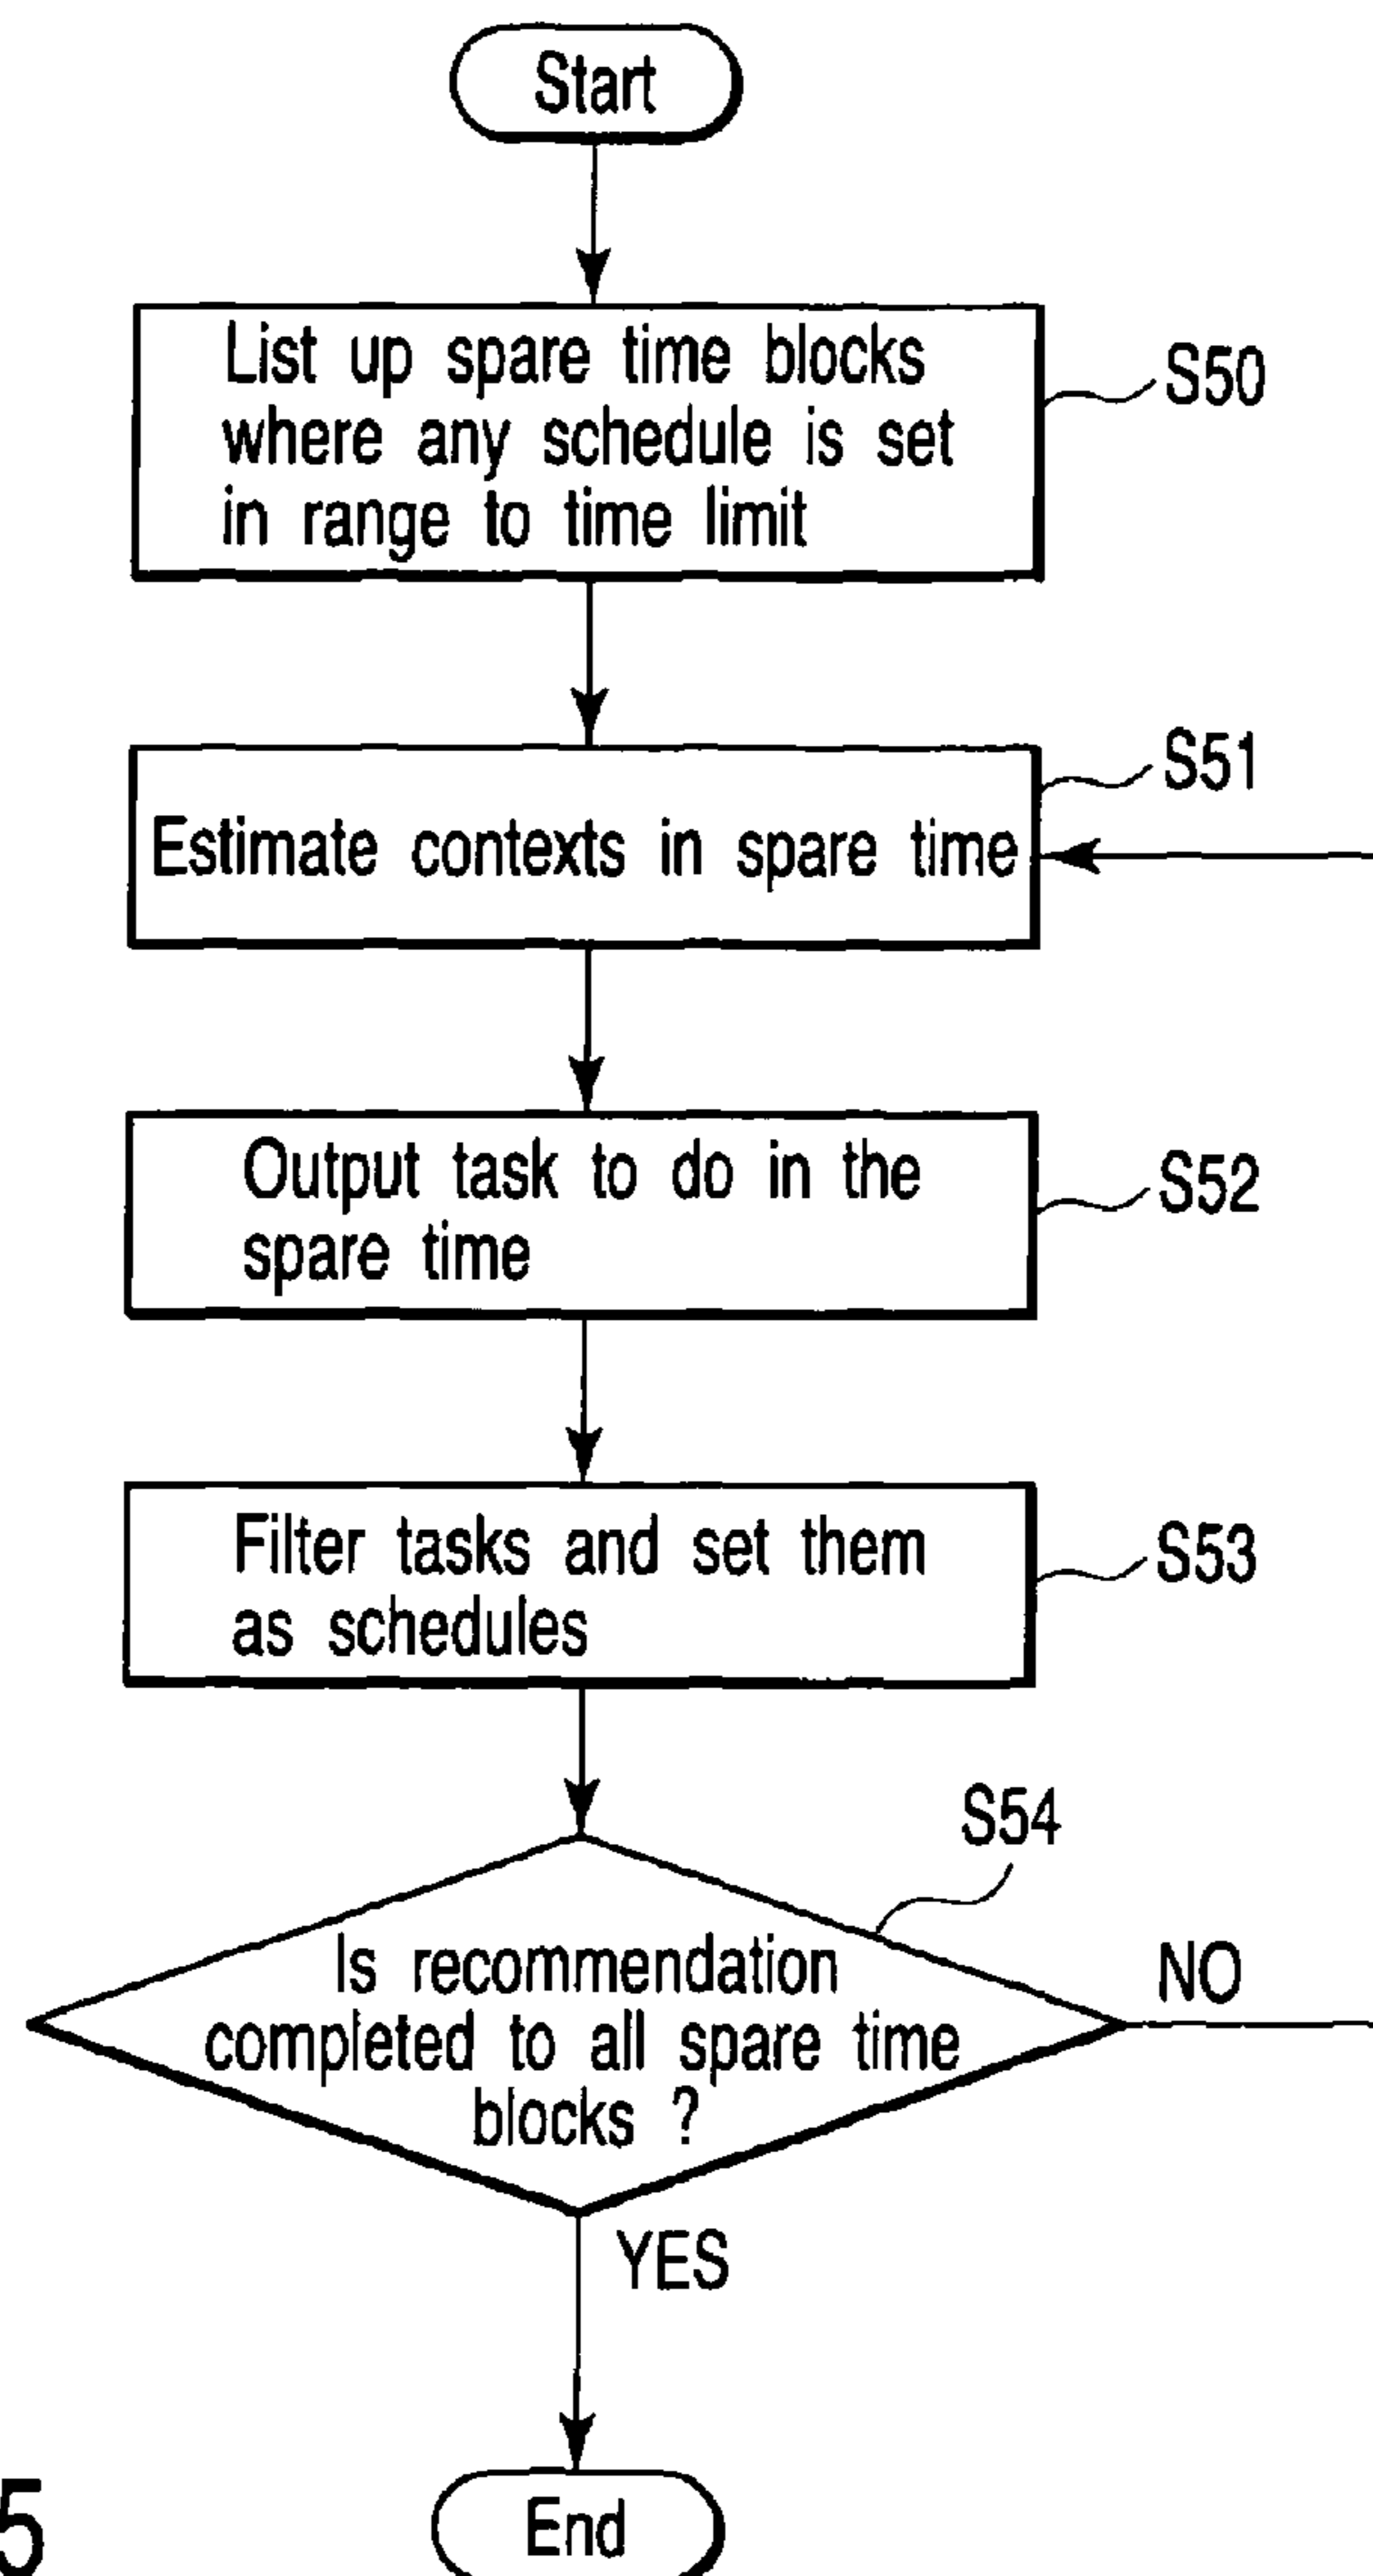 Start
List up spare time blocks
where any schedule is set
in range to time limit
S50
S51
Estimate contexts in spare time
S52
Output task to do in the
spare time
S53
Filter tasks and set them
as schedules
S54
Is recommendation
completed to all spare time
blocks ?
NO
YES
End
5